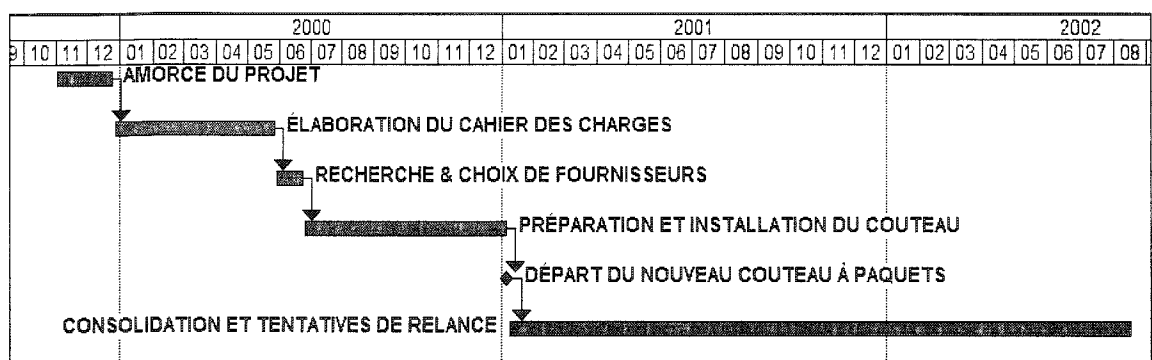 2000 2001 2002
9 10 11 12 01 02 03 04 05 06 07 08 09 10 11 12 01 02 03 04 05 06 07 08 09 10 11 12 01 02 03 04 05 06 07 08
AMORCE DU PROJET
ÉLABORATION DU CAHIER DES CHARGES
RECHERCHE & CHOIX DE FOURNISSEURS
PRÉPARATION ET INSTALLATION DU COUTEAU
DÉPART DU NOUVEAU COUTEAU À PAQUETS
CONSOLIDATION ET TENTATIVES DE RELANCE